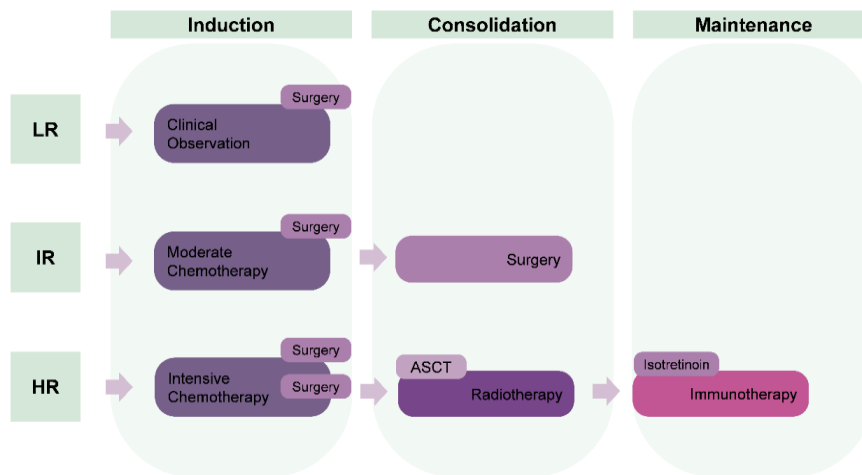 Induction
Consolidation
Maintenance
LR
Surgery
Clinical
Observation
IR
Surgery
Moderate
Chemotherapy
Surgery
HR
Surgery
Intensive
Chemotherapy
Surgery
ASCT
Radiotherapy
Isotretinoin
Immunotherapy